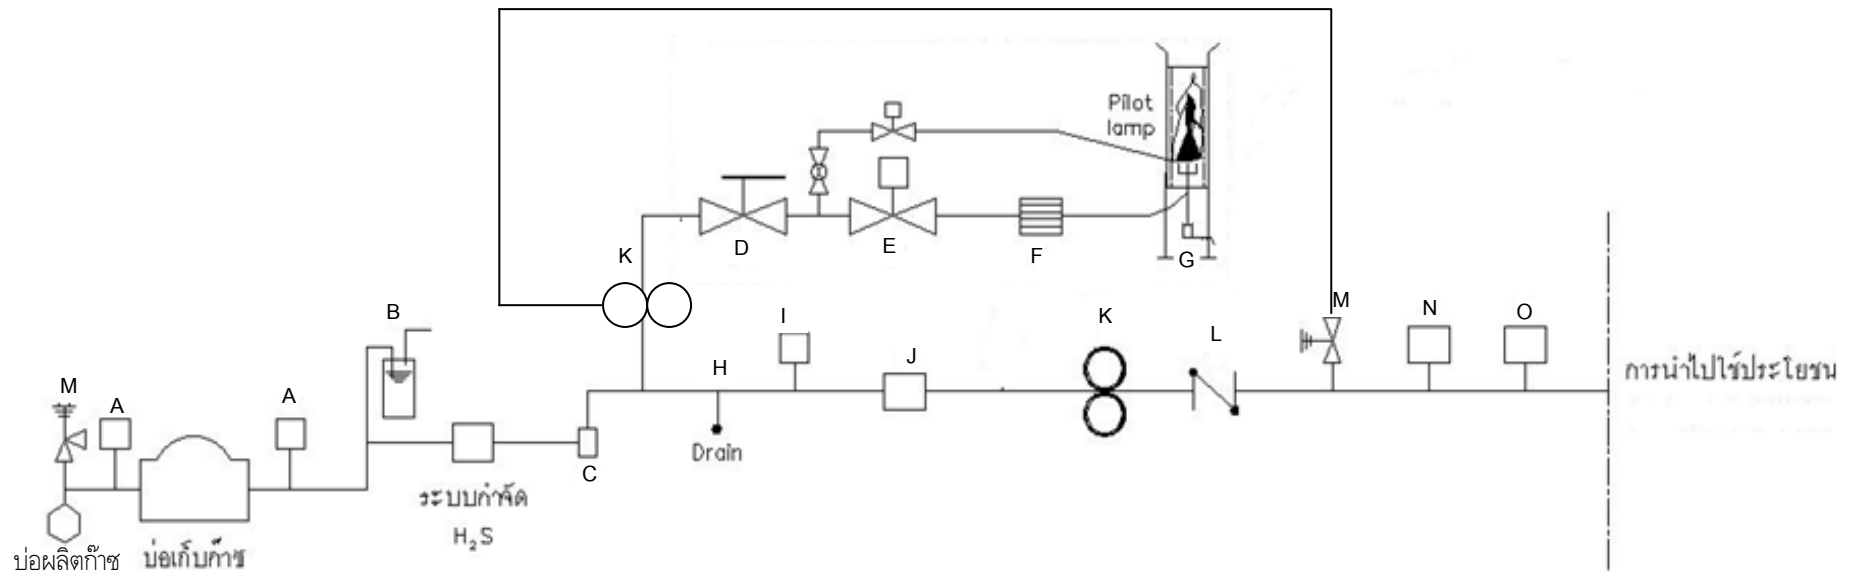 Pilot
lamp
K
D
E
F
G
B
I
K
M
N
O
L
J
H
M
A
A
การนำไปใช้ประโยชน์
Drain
C
ระบบกำจัด
H₂S
บ่อผลิตก๊าซ
บ่อเก็บก๊าซ